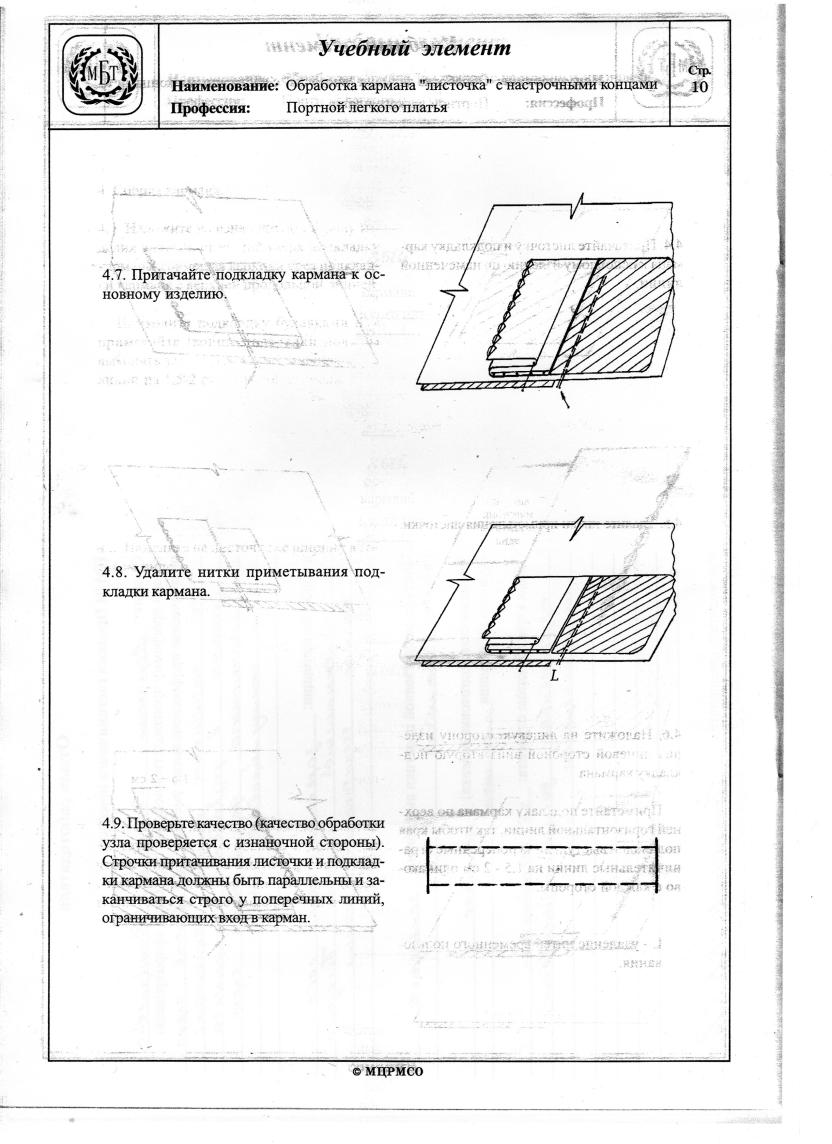 Учебный элемент
МБТ
Наименование: Обработка кармана "листочка" с настрочными концами
Профессия: Портной легкого платья
Стр.
10
4.7. Притачайте подкладку кармана к ос-
новному изделию.
4.8. Удалите нитки приметывания под-
кладки кармана.
L
4.9. Проверьте качество (качество обработки
узла проверяется с изнаночной стороны).
Строчки притачивания листочки и подклад-
ки кармана должны быть параллельны и за-
канчиваться строго у поперечных линий,
ограничивающих вход в карман.
© МЦРМСО